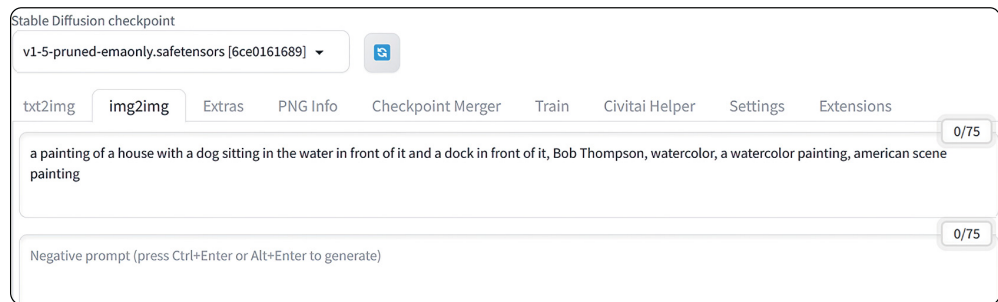 Stable Diffusion checkpoint
v1-5-pruned-emaonly.safetensors [6ce0161689]
txt2img img2img Extras PNG Info Checkpoint Merger Train Civitai Helper Settings Extensions
0/75
a painting of a house with a dog sitting in the water in front of it and a dock in front of it, Bob Thompson, watercolor, a watercolor painting, american scene
painting
0/75
Negative prompt (press Ctrl+Enter or Alt+Enter to generate)